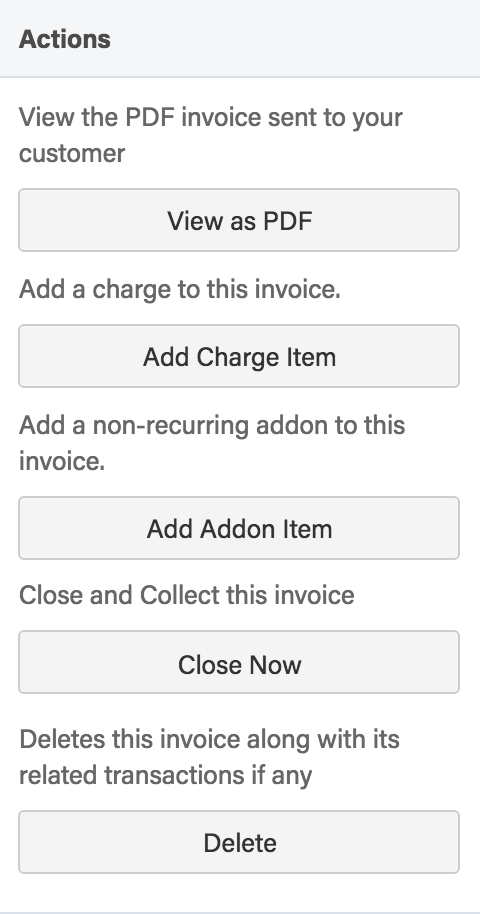 Actions
View the PDF invoice sent to your
customer
View as PDF
Add a charge to this invoice.
Add Charge Item
Add a non-recurring addon to this
invoice.
Add Addon Item
Close and Collect this invoice
Close Now
Deletes this invoice along with its
related transactions if any
Delete